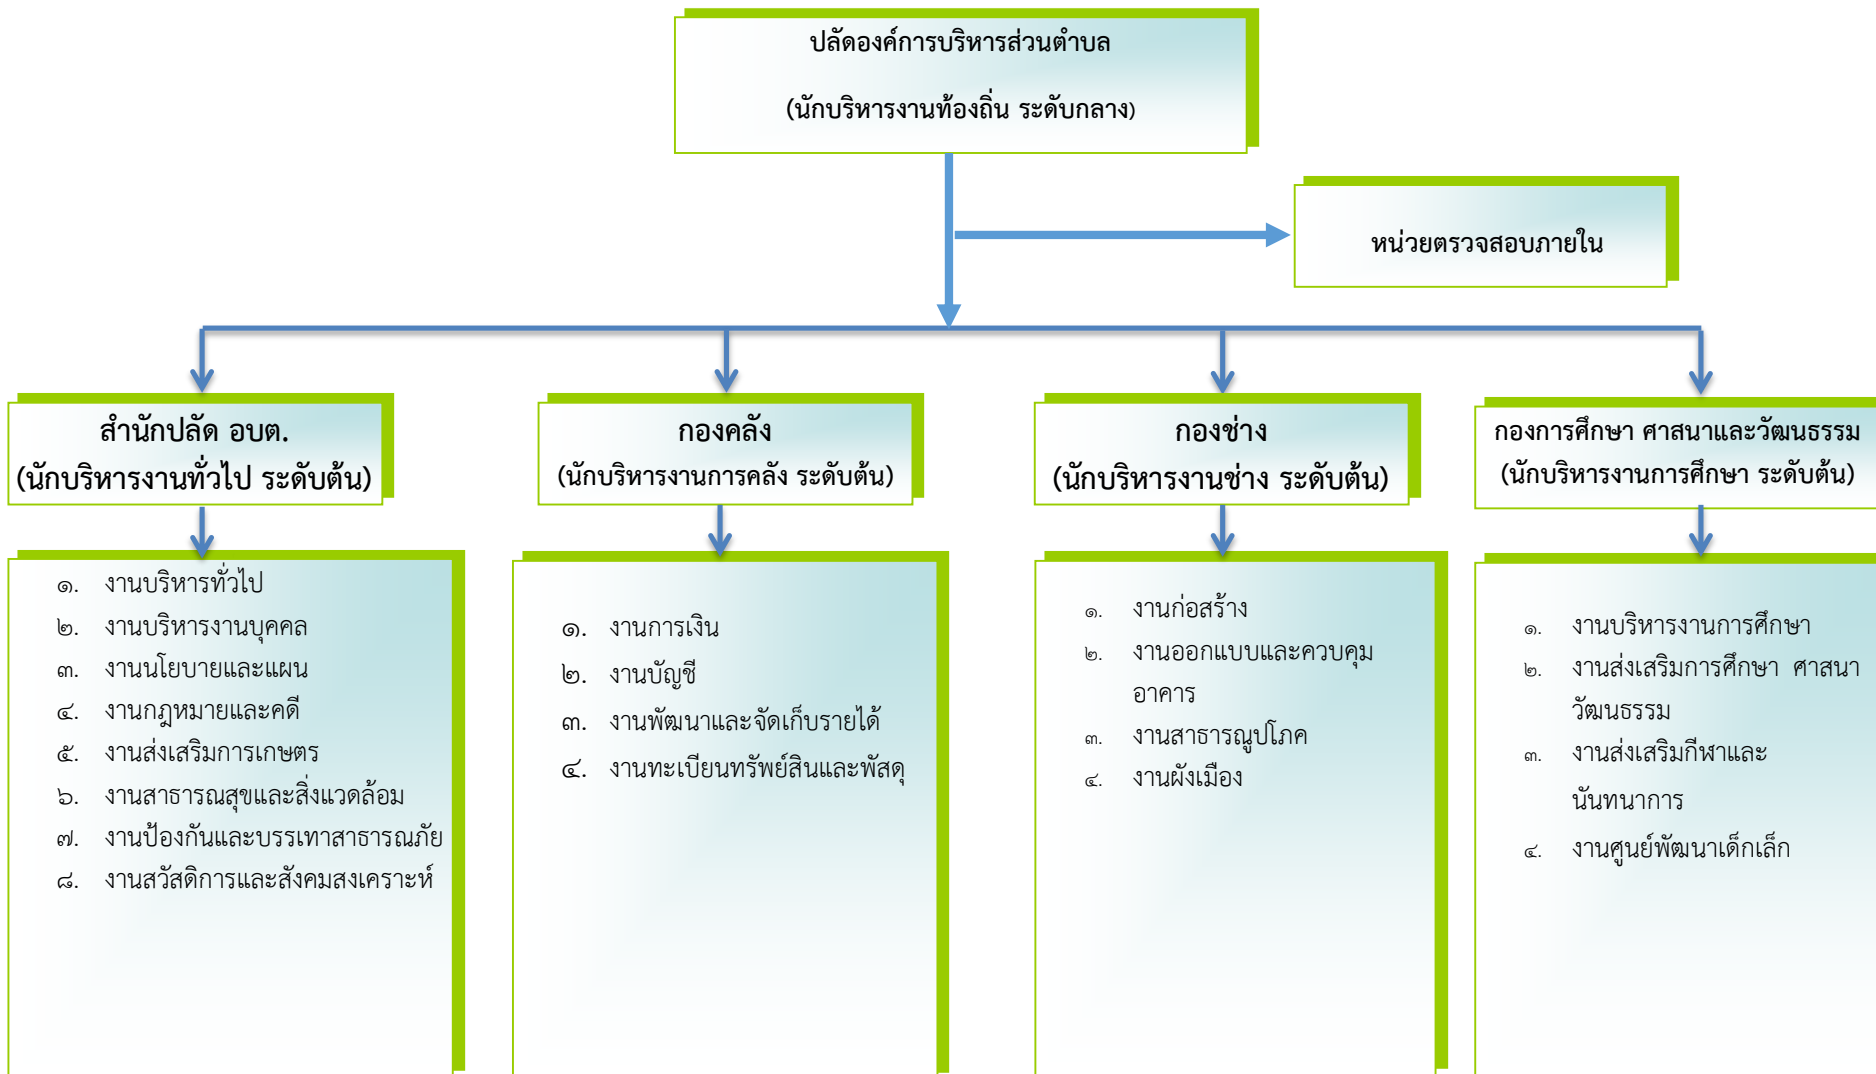 ปลัดองค์การบริหารส่วนตำบล
(นักบริหารงานท้องถิ่น ระดับกลาง)
หน่วยตรวจสอบภายใน
สำนักปลัด อบต.
(นักบริหารงานทั่วไป ระดับต้น)
กองคลัง
(นักบริหารงานการคลัง ระดับต้น)
กองช่าง
(นักบริหารงานช่าง ระดับต้น)
กองการศึกษา ศาสนาและวัฒนธรรม
(นักบริหารงานการศึกษา ระดับต้น)
๑. งานบริหารทั่วไป
๒. งานบริหารงานบุคคล
๓. งานนโยบายและแผน
๔. งานกฎหมายและคดี
๕. งานส่งเสริมการเกษตร
๖. งานสาธารณสุขและสิ่งแวดล้อม
๗. งานป้องกันและบรรเทาสาธารณภัย
๘. งานสวัสดิการและสังคมสงเคราะห์
๑. งานการเงิน
๒. งานบัญชี
๓. งานพัฒนาและจัดเก็บรายได้
๔. งานทะเบียนทรัพย์สินและพัสดุ
๑. งานก่อสร้าง
๒. งานออกแบบและควบคุม
อาคาร
๓. งานสาธารณูปโภค
๔. งานผังเมือง
๑. งานบริหารงานการศึกษา
๒. งานส่งเสริมการศึกษา ศาสนา
วัฒนธรรม
๓. งานส่งเสริมกีฬาและ
นันทนาการ
๔. งานศูนย์พัฒนาเด็กเล็ก